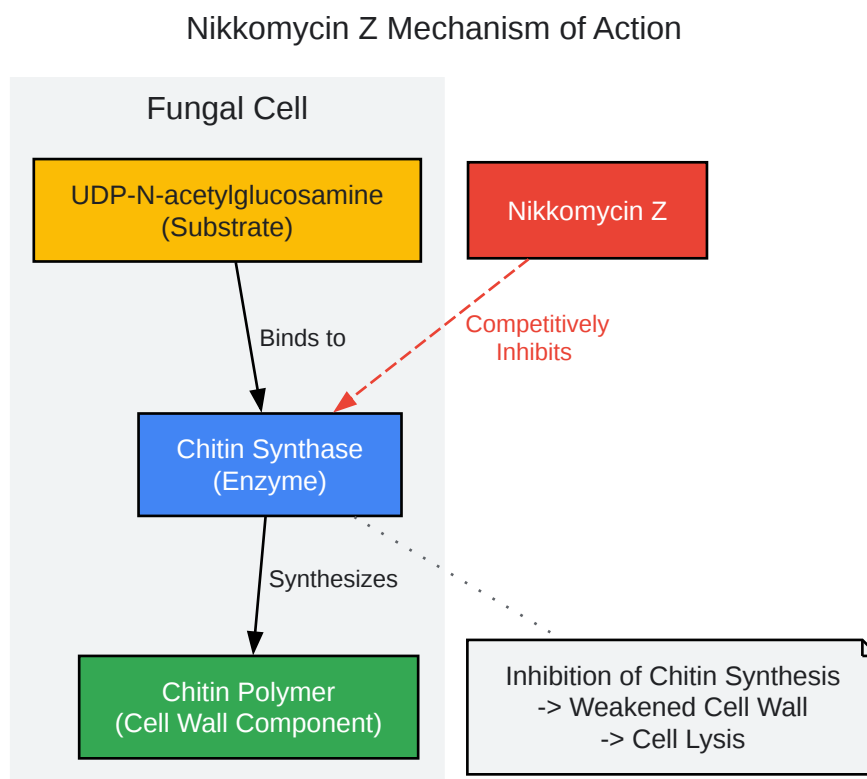 Nikkomycin Z Mechanism of Action
Fungal Cell
UDP-N-acetylglucosamine
(Substrate)
Nikkomycin Z
Binds to
Competitively
Inhibits
Chitin Synthase
(Enzyme)
Synthesizes
Chitin Polymer
(Cell Wall Component)
Inhibition of Chitin Synthesis
-> Weakened Cell Wall
-> Cell Lysis